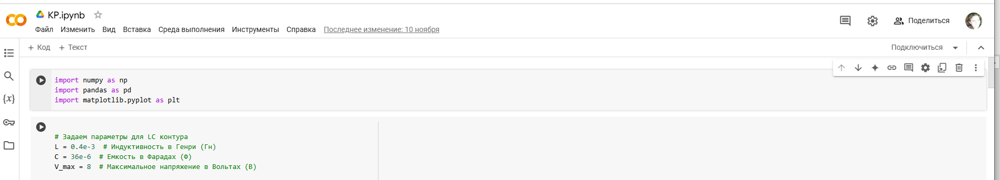 KP.ipynb
Файл Изменить Вид Вставка Среда выполнения Инструменты Справка Последнее изменение: 10 ноября
Поделиться
+ Код + Текст
Подключиться
{x}
import numpy as np
import pandas as pd
import matplotlib.pyplot as plt
# Задаем параметры для LC контура
L = 0.4e-3  # Индуктивность в Генри (Гн)
C = 36e-6  # Емкость в Фарадах (Ф)
V_max = 8  # Максимальное напряжение в Вольтах (В)